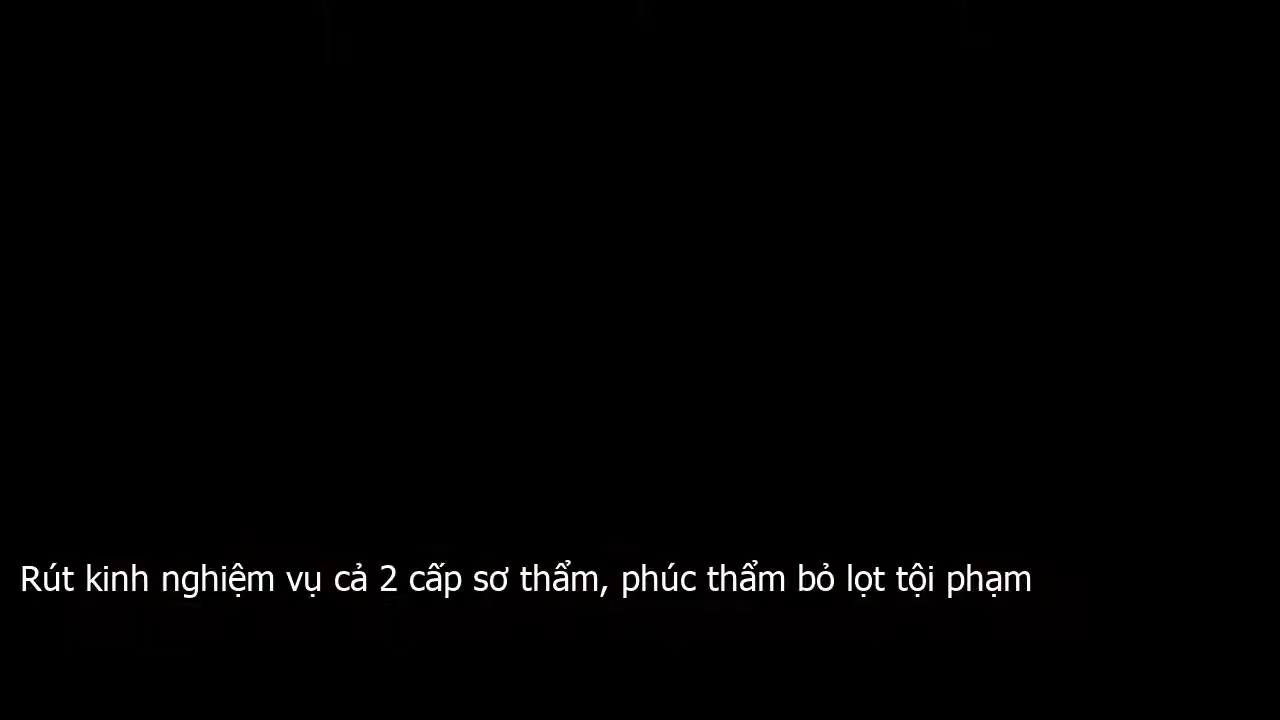 Rút kinh nghiệm vụ cả 2 cấp sơ thẩm, phúc thẩm bỏ lọt tội phạm